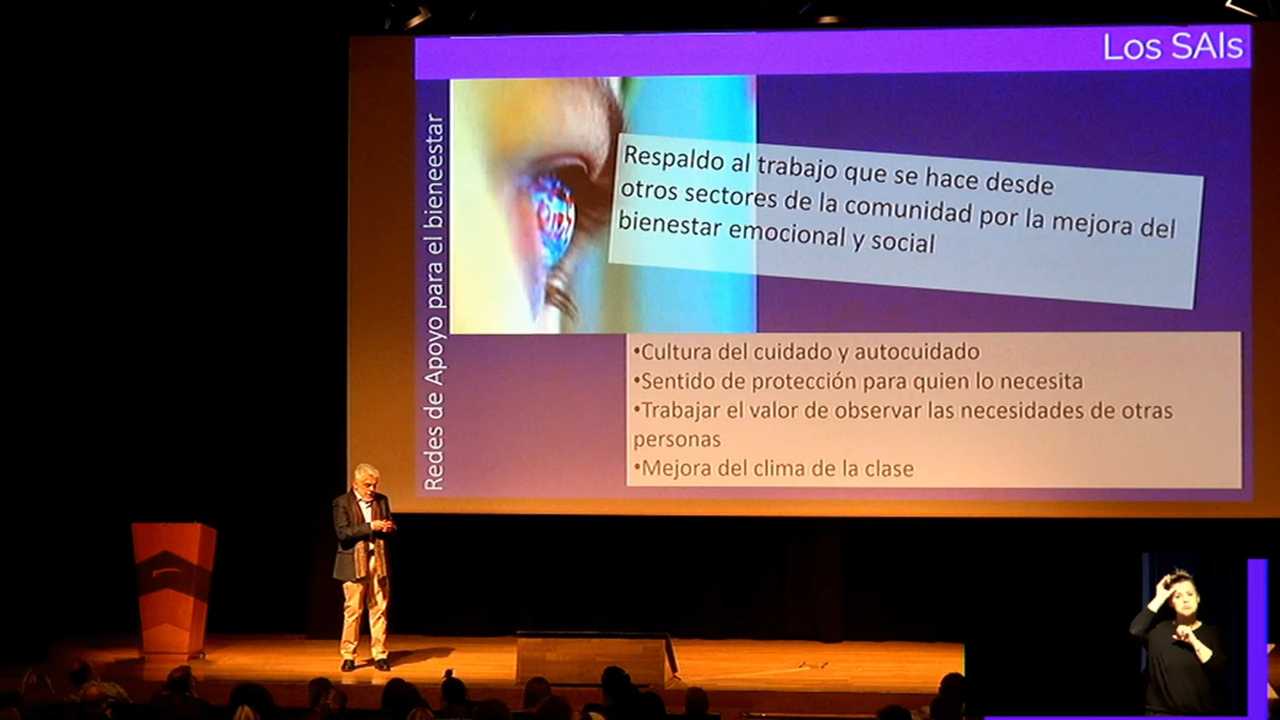 Los SAIs
Redes de Apoyo para el bieneestar
Respaldo al trabajo que se hace desde
otros sectores de la comunidad por la mejora del
bienestar emocional y social
•Cultura del cuidado y autocuidado
•Sentido de protección para quien lo necesita
•Trabajar el valor de observar las necesidades de otras
personas
•Mejora del clima de la clase